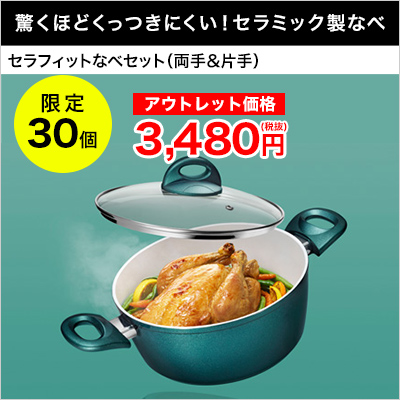 驚くほどくっつきにくい！セラミック製なべ
セラフィットなべセット（両手＆片手）
限定
30個
アウトレット価格
3,480円（税抜）